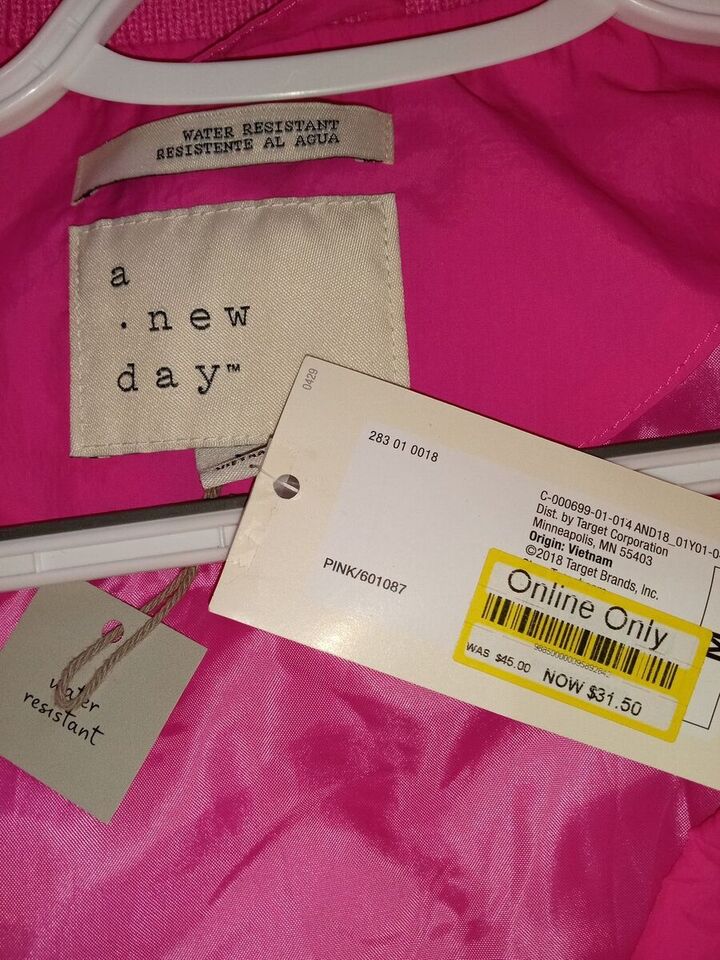 WATER RESISTANT
RESISTENTE AL AGUA
a
. new
day™
0429
283 01 0018
C-000699-01-014 AND18_01Y01-0
Dist. by Target Corporation
Minneapolis, MN 55403
Origin: Vietnam
©2018 Target Brands, Inc.
PINK/601087
Online Only
WAS $45.00 NOW $31.50
M
water
resistant